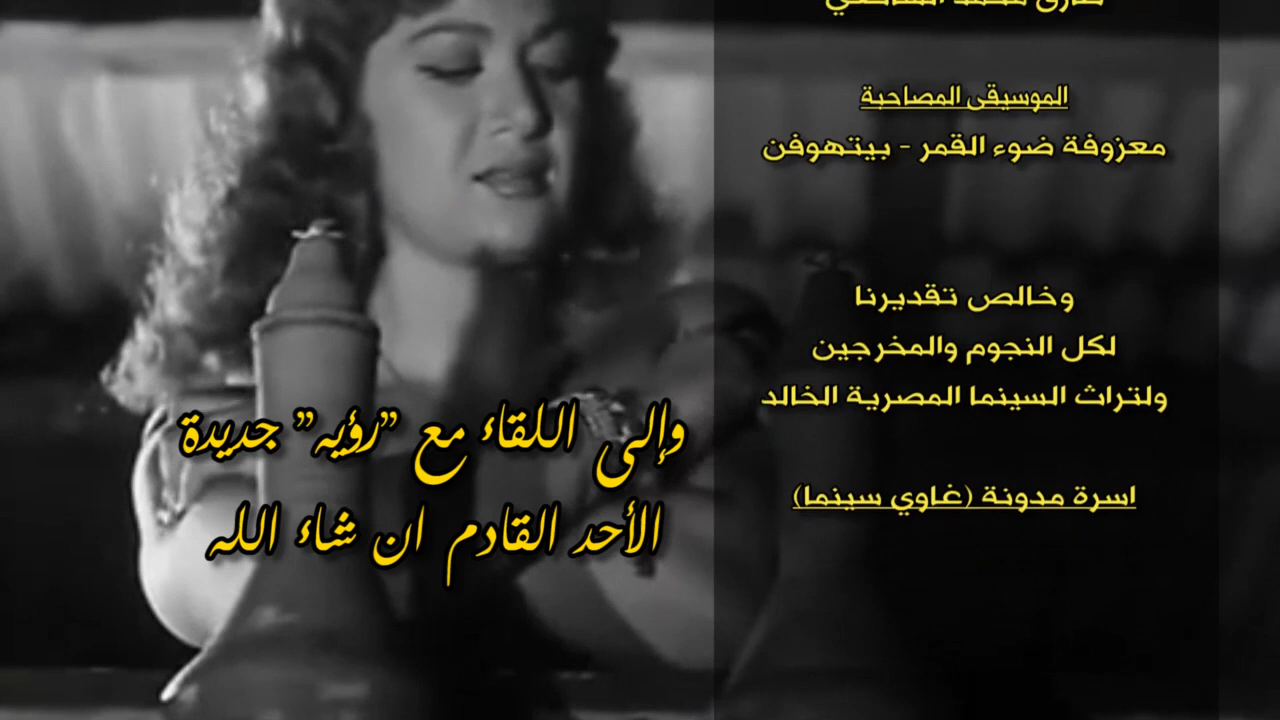 الموسيقى المصاحبة
معزوفة ضوء القمر - بيتهوفن
وخالص تقديرنا
لكل النجوم والمخرجين
ولتراث السينما المصرية الخالد
اسرة مدونة (غاوي سينما)
وإلى اللقاء مع "رؤيه" جديدة
الأحد القادم ان شاء الله